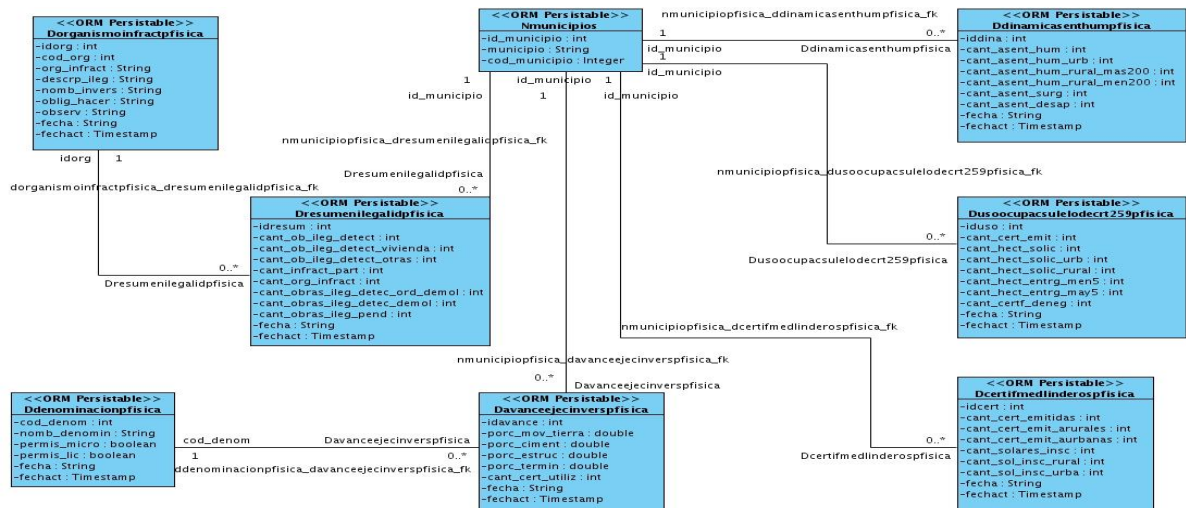 <<ORM Persistable>>
Dorganismoinfractpfisica
-idorg : int
-cod_org : int
-org_infract : String
-descrp_ileg : String
-nomb_invers : String
-oblig_hacer : String
-observ : String
-fecha : String
-fechact : Timestamp
<<ORM Persistable>>
Nmunicipios
-id_municipio : int
-municipio : String
-cod_municipio : Integer
nmunicipiopfisica_ddinamicasenthumpfisica_fk
1
0..*
id_municipio
Ddinamicasenthumpfisica
1
id_municipio
<<ORM Persistable>>
Ddinamicasenthumpfisica
-iddina : int
-cant_asent_hum : int
-cant_asent_hum_urb : int
-cant_asent_hum_rural_mas200 : int
-cant_asent_hum_rural_men200 : int
-cant_asent_surg : int
-cant_asent_desap : int
-fecha : String
-fechact : Timestamp
1
id_municipio
id_municipio
1
1
id_municipio
idorg
1
dorganismoinfractpfisica_dresumenilegalidpfisica_fk
nmunicipiopfisica_dresumenilegalidpfisica_fk
Dresumenilegalidpfisica
0..*
nmunicipiopfisica_dusoocupacsulelodecrt259pfisica_fk
0..*
Dusoocupacsulelodecrt259pfisica
<<ORM Persistable>>
Dresumenilegalidpfisica
-idresum : int
-cant_ob_ileg_detect : int
-cant_ob_ileg_detect_vivienda : int
-cant_ob_ileg_detect_otras : int
-cant_infract_part : int
-cant_org_infract : int
-cant_obras_ileg_detec_ord_demol : int
-cant_obras_ileg_detec_demol : int
-cant_obras_ileg_pend : int
-fecha : String
-fechact : Timestamp
0..*
Dresumenilegalidpfisica
<<ORM Persistable>>
Dusoocupacsulelodecrt259pfisica
-iduso : int
-cant_cert_emit : int
-cant_hect_solic : int
-cant_hect_solic_urb : int
-cant_hect_solic_rural : int
-cant_hect_entrg_men5 : int
-cant_hect_entrg_may5 : int
-cant_certf_deneg : int
-fecha : String
-fechact : Timestamp
nmunicipiopfisica_dcertifmedlinderospfisica_fk
nmunicipiopfisica_davanceejecinverspfisica_fk
0..*
Davanceejecinverspfisica
<<ORM Persistable>>
Ddenominacionpfisica
-cod_denom : int
-nomb_denomin : String
-permis_micro : boolean
-permis_lic : boolean
-fecha : String
-fechact : Timestamp
cod_denom
Davanceejecinverspfisica
1
0..*
ddenominacionpfisica_davanceejecinverspfisica_fk
<<ORM Persistable>>
Davanceejecinverspfisica
-idavance : int
-porc_mov_tierra : double
-porc_ciment : double
-porc_estruc : double
-porc_termin : double
-cant_cert_utiliz : int
-fecha : String
-fechact : Timestamp
0..*
Dcertifmedlinderospfisica
<<ORM Persistable>>
Dcertifmedlinderospfisica
-idcert : int
-cant_cert_emitidas : int
-cant_cert_emit_arurales : int
-cant_cert_emit_aurbanas : int
-cant_solares_insc : int
-cant_sol_insc_rural : int
-cant_sol_insc_urba : int
-fecha : String
-fechact : Timestamp